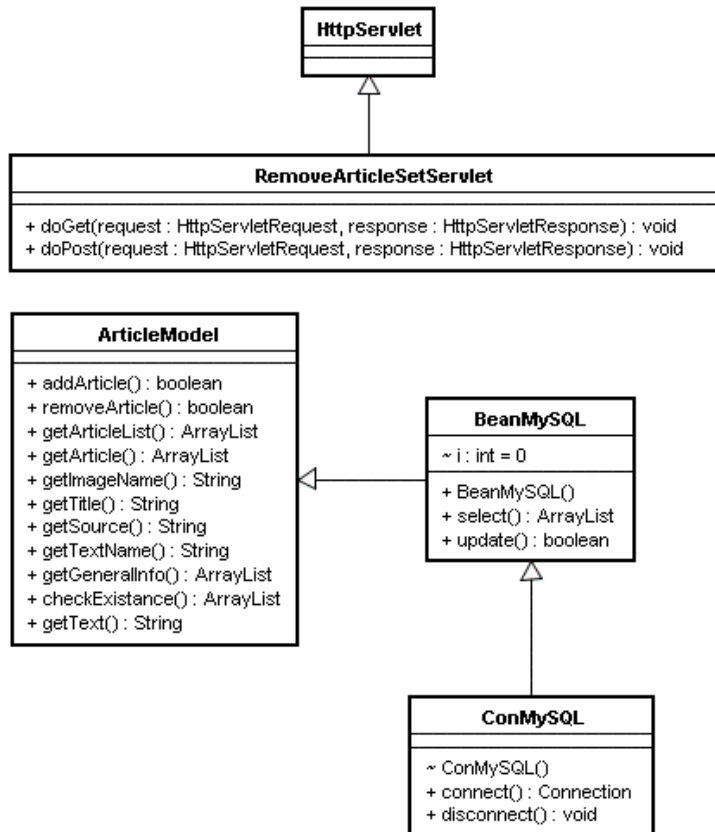 HttpServlet
RemoveArticleSetServlet
+ doGet(request : HttpServletRequest, response : HttpServletResponse) : void
+ doPost(request : HttpServletRequest, response : HttpServletResponse) : void
ArticleModel
+ addArticle() : boolean
+ removeArticle() : boolean
+ getArticleList() : ArrayList
+ getArticle() : ArrayList
+ getImageName() : String
+ getTitle() : String
+ getSource() : String
+ getTextName() : String
+ getGeneralInfo() : ArrayList
+ checkExistance() : ArrayList
+ getText() : String
BeanMySQL
~ i : int = 0
+ BeanMySQL()
+ select() : ArrayList
+ update() : boolean
ConMySQL
~ ConMySQL()
+ connect() : Connection
+ disconnect() : void